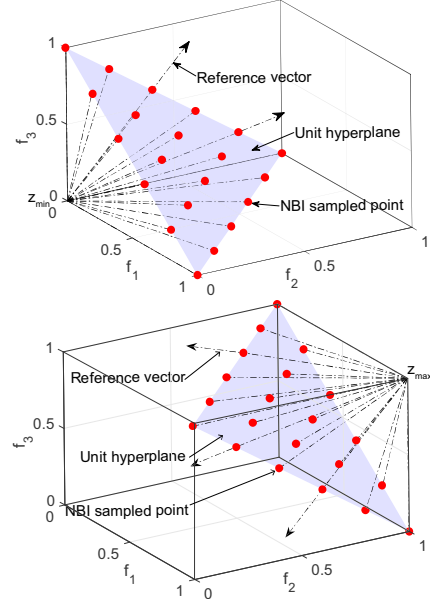 1
Reference vector
0.5
f3
Unit hyperplane
zmin
0
0
NBI sampled point
0.5
f1
1
0
0.5
f2
1
1
Reference vector
zmax
0.5
f3
Unit hyperplane
NBI sampled point
0
0
0.5
f1
1
0
0.5
f2
1